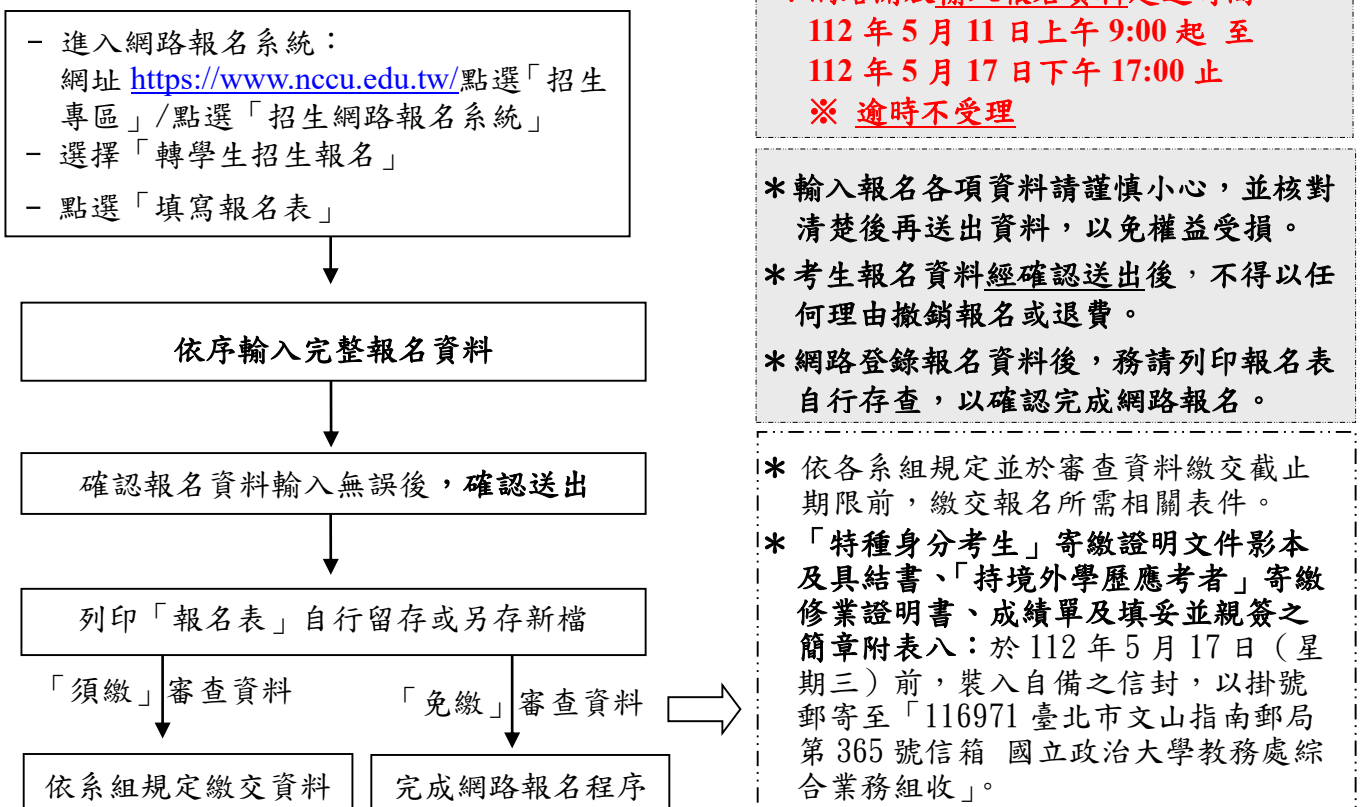 - 進入網路報名系統：
網址 https://www.nccu.edu.tw/點選「招生
專區」/點選「招生網路報名系統」
- 選擇「轉學生招生報名」
- 點選「填寫報名表」
依序輸入完整報名資料
確認報名資料輸入無誤後，確認送出
列印「報名表」自行留存或另存新檔
「須繳」審查資料
「免繳」審查資料
依系組規定繳交資料
完成網路報名程序
112 年 5 月 11 日上午 9:00 起 至
112 年 5 月 17 日下午 17:00 止
※ 逾時不受理
＊輸入報名各項資料請謹慎小心，並核對
清楚後再送出資料，以免權益受損。
＊考生報名資料經確認送出後，不得以任
何理由撤銷報名或退費。
＊網路登錄報名資料後，務請列印報名表
自行存查，以確認完成網路報名。
＊ 依各系組規定並於審查資料繳交截止
期限前，繳交報名所需相關表件。
＊「特種身分考生」寄繳證明文件影本
及具結書、「持境外學歷應考者」寄繳
修業證明書、成績單及填妥並親簽之
簡章附表八：於 112 年 5 月 17 日（星
期三）前，裝入自備之信封，以掛號
郵寄至「116971 臺北市文山指南郵局
第 365 號信箱 國立政治大學教務處綜
合業務組收」。